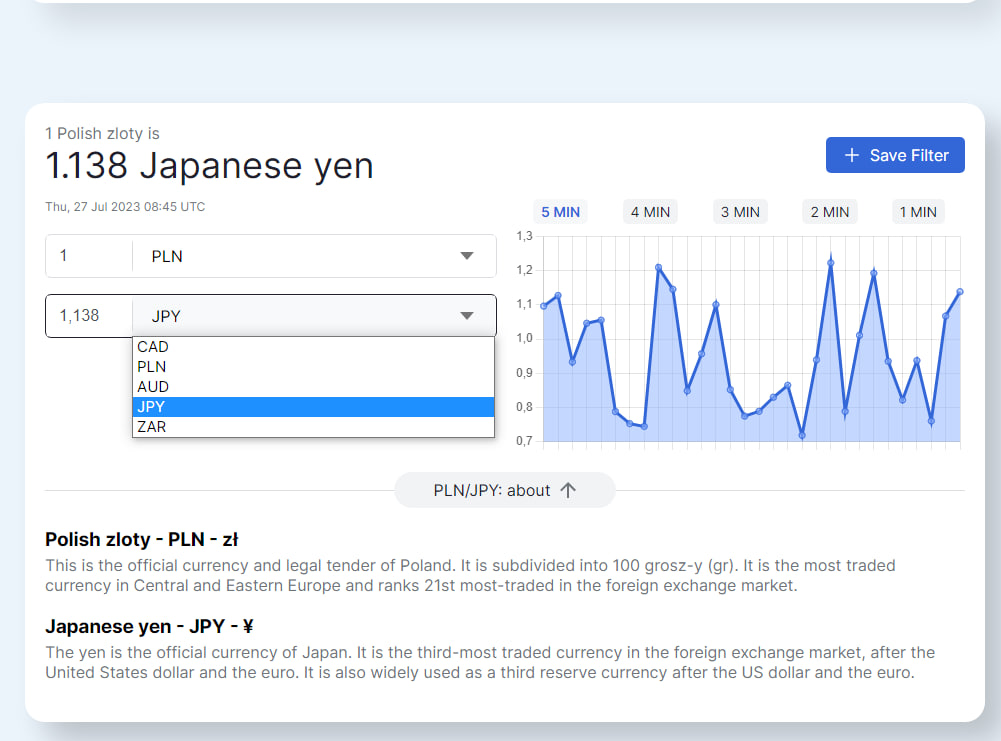 1 Polish zloty is
1.138 Japanese yen
Save Filter
Thu, 27 Jul 2023 08:45 UTC
5 MIN 4 MIN 3 MIN 2 MIN 1 MIN
1 PLN
1,138 JPY
CAD
PLN
AUD
JPY
ZAR
1,3
1,2
1,1
1,0
0,9
0,8
0,7
PLN/JPY: about
Polish zloty - PLN - zł
This is the official currency and legal tender of Poland. It is subdivided into 100 grosz-y (gr). It is the most traded
currency in Central and Eastern Europe and ranks 21st most-traded in the foreign exchange market.
Japanese yen - JPY - ¥
The yen is the official currency of Japan. It is the third-most traded currency in the foreign exchange market, after the
United States dollar and the euro. It is also widely used as a third reserve currency after the US dollar and the euro.